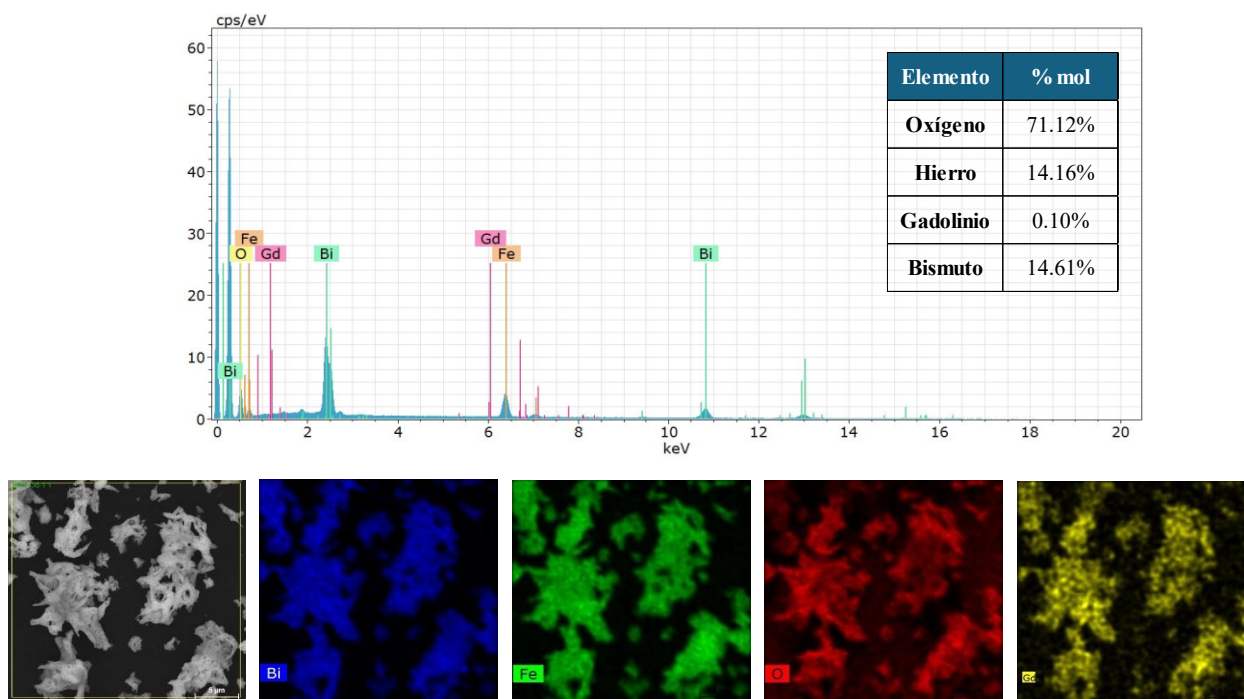 cps/eV
60
50
40
30
20
10
0
Fe
O Gd Bi
Gd
Fe
Bi
Bi
0 2 4 6 8 10 12 14 16 18 20
keV
Elemento % mol
Oxígeno 71.12%
Hierro 14.16%
Gadolinio 0.10%
Bismuto 14.61%
5 µm
Bi
Fe
O
Gd